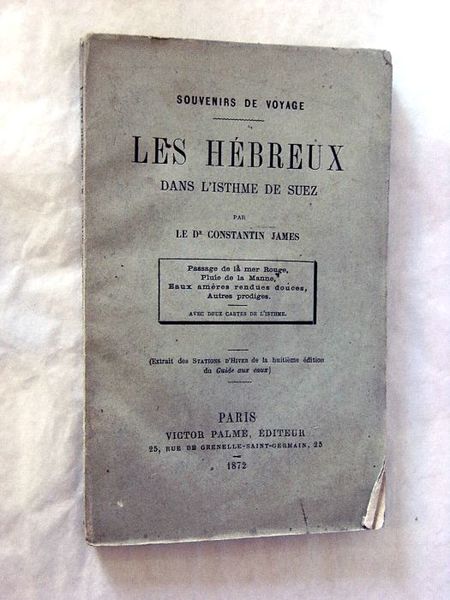 SOUVENIRS DE VOYAGE
LES HÉBREUX
DANS L'ISTHME DE SUEZ
PAR
LE Dr CONSTANTIN JAMES
Passage de la mer Rouge,
Pluie de la Manne,
Eaux amères rendues douces,
Autres prodiges.
AVEC DEUX CARTES DE L'ISTHME.
(Extrait des STATIONS D'HIVER de la huitième édition
du Guide aux eaux)
PARIS
VICTOR PALMÉ, ÉDITEUR
25, RUE DE GRENELLE-SAINT-GERMAIN, 25
1872